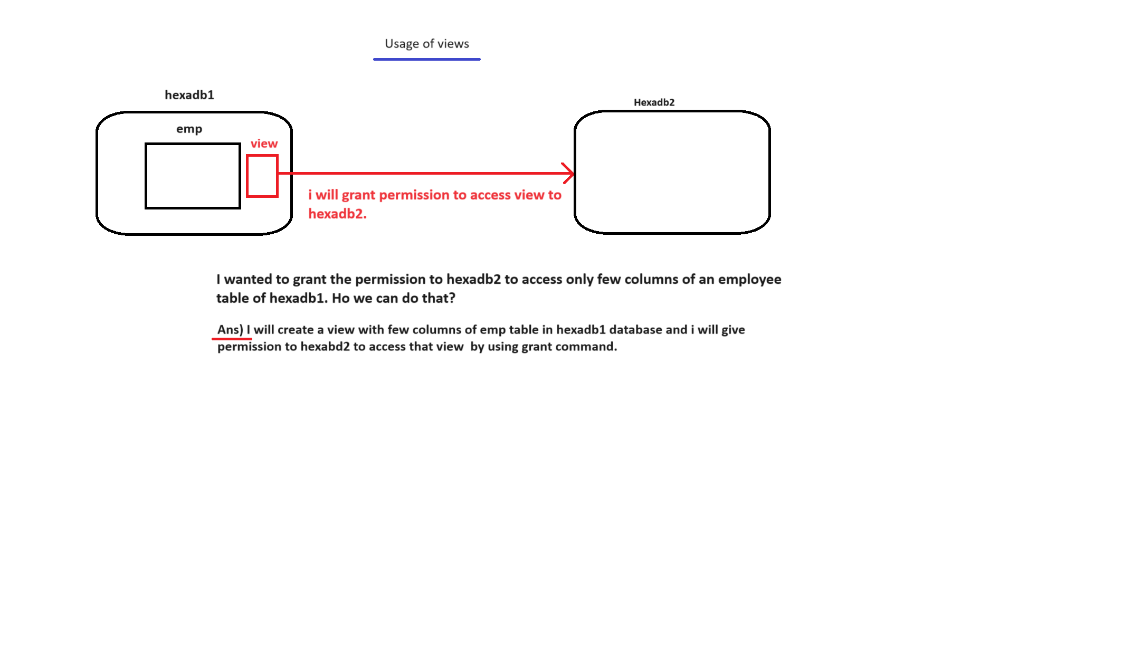 Usage of views
hexadb1
Hexadb2
emp
view
i will grant permission to access view to
hexadb2.
I wanted to grant the permission to hexadb2 to access only few columns of an employee
table of hexadb1. Ho we can do that?
Ans) I will create a view with few columns of emp table in hexadb1 database and i will give
permission to hexabd2 to access that view  by using grant command.